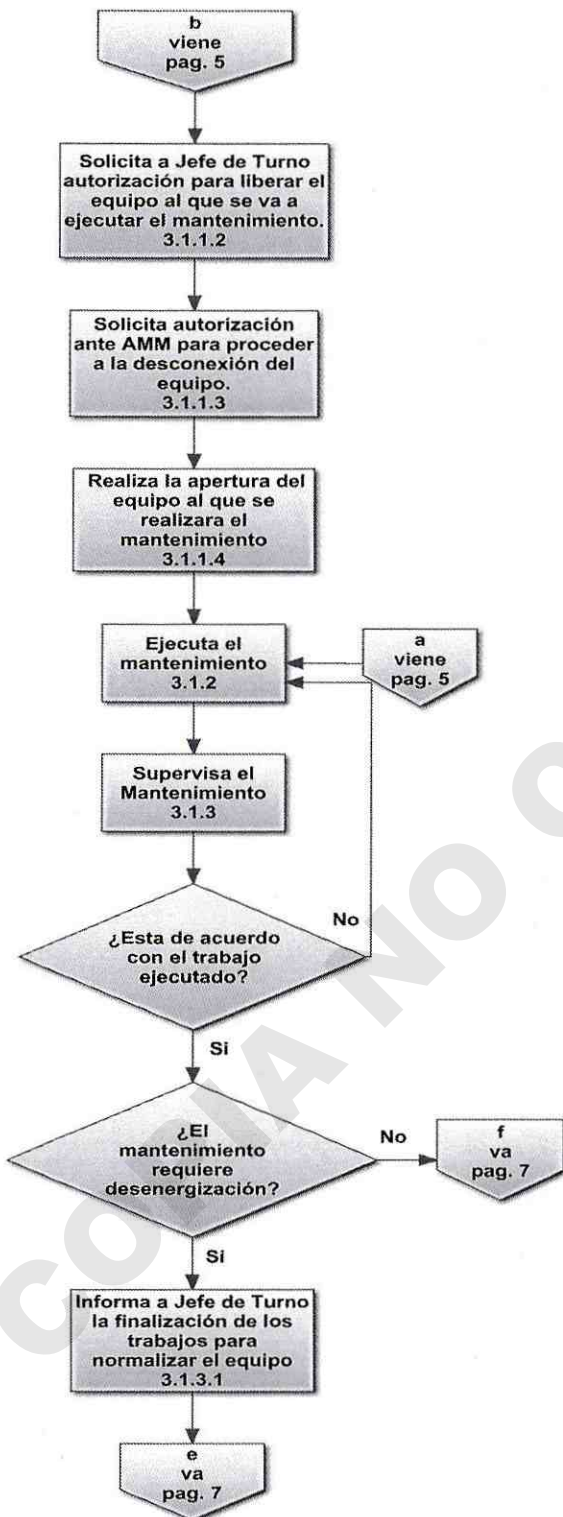 b
viene
pag. 5
Solicita a Jefe de Turno
autorización para liberar el
equipo al que se va a
ejecutar el mantenimiento.
3.1.1.2
Solicita autorización
ante AMM para proceder
a la desconexión del
equipo.
3.1.1.3
Realiza la apertura del
equipo al que se
realizara el
mantenimiento
3.1.1.4
Ejecuta el
mantenimiento
3.1.2
a
viene
pag. 5
Supervisa el
Mantenimiento
3.1.3
¿Esta de acuerdo
con el trabajo
ejecutado?
No
Si
¿El
mantenimiento
requiere
desenergización?
No
f
va
pag. 7
Si
Informa a Jefe de Turno
la finalización de los
trabajos para
normalizar el equipo
3.1.3.1
e
va
pag. 7
COPIA NO C